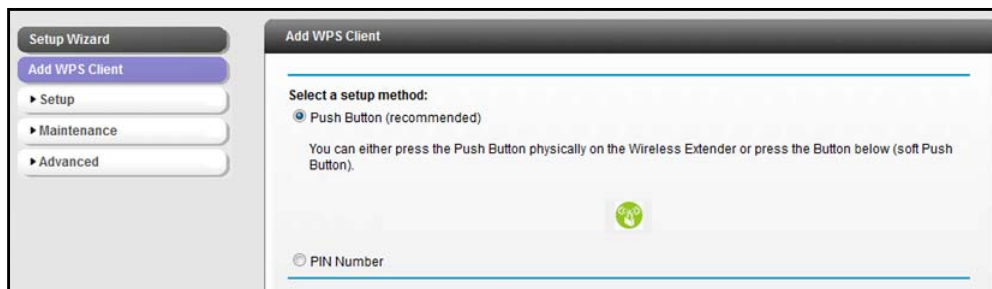 Setup Wizard
Add WPS Client
Setup
Maintenance
Advanced
Add WPS Client
Select a setup method:
Push Button (recommended)
You can either press the Push Button physically on the Wireless Extender or press the Button below (soft Push
Button).
PIN Number